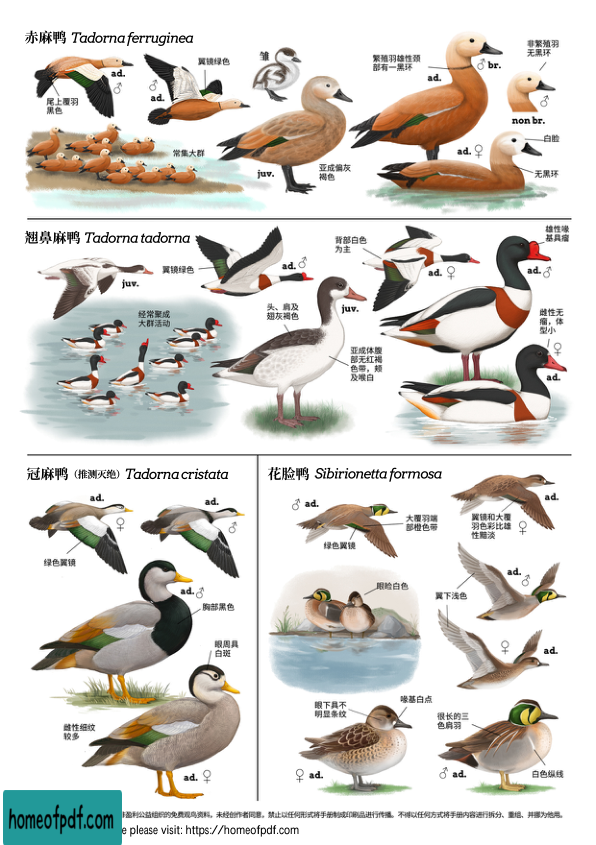 赤麻鸭 Tadorna ferruginea
ad.
♂
尾上覆羽
黑色
翼镜绿色
ad.
♂
雏
常集大群
juv.
亚成偏灰
褐色
繁殖羽雄性颈
部有一黑环
ad.
♂ br.
非繁殖羽
无黑环
♂
non br.
ad. ♀
白脸
无黑环
翘鼻麻鸭 Tadorna tadorna
juv.
翼镜绿色
ad.
♂
背部白色
为主
ad. ♀
雄性喙
基具瘤
ad. ♂
经常聚成
大群活动
头、肩及
翅灰褐色
juv.
亚成体腹
部无红褐
色带，颏
及喉白
雌性无
瘤，体
型小
♀
ad.
冠麻鸭（推测灭绝）Tadorna cristata
ad.
♀
ad.
♂
绿色翼镜
ad.
♂
胸部黑色
眼周具
白斑
雌性细纹
较多
ad. ♀
花脸鸭 Sibirionetta formosa
♂ ad.
大覆羽端
部橙色带
绿色翼镜
ad.
♀
翼镜和大覆
羽色彩比雄
性黯淡
眼睑白色
翼下浅色
ad.
♂
♀
ad.
眼下具不
明显条纹
喙基白点
♀ ad.
很长的三
色肩羽
白色纵线
ad. ♂
盈利公益组织的免费观鸟资料。未经创作者同意，禁止以任何形式将手册制成印刷品进行传播。不得以任何方式将手册内容进行拆分、重组、并挪为他用。
homeofpdf.com
e please visit: https://homeofpdf.com